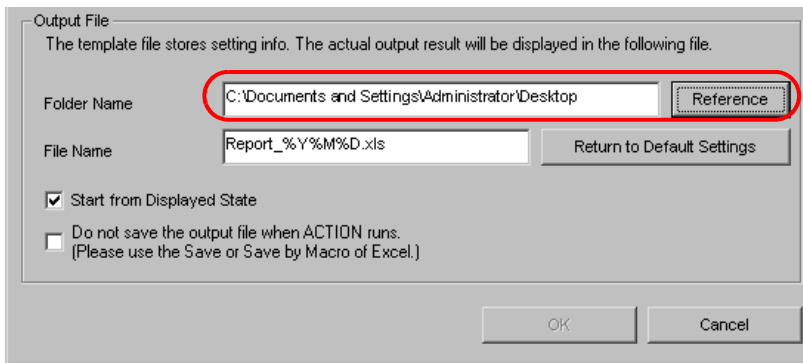 Output File
The template file stores setting info. The actual output result will be displayed in the following file.
Folder Name C:\Documents and Settings\Administrator\Desktop Reference
File Name Report_%Y%M%D.xls Return to Default Settings
Start from Displayed State
Do not save the output file when ACTION runs.
(Please use the Save or Save by Macro of Excel.)
OK Cancel